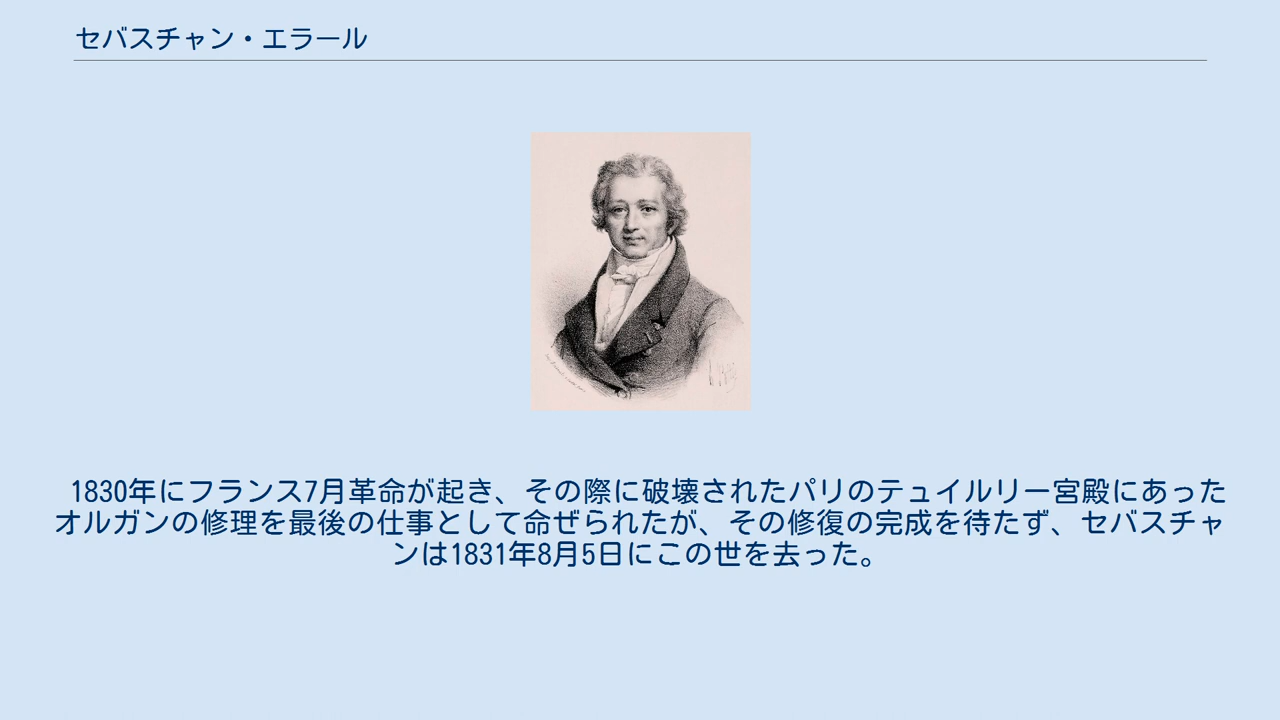 セバスチャン・エラール
1830年にフランス7月革命が起き、その際に破壊されたパリのテュイルリー宮殿にあった
オルガンの修理を最後の仕事として命ぜられたが、その修復の完成を待たず、セバスチャ
ンは1831年8月5日にこの世を去った。